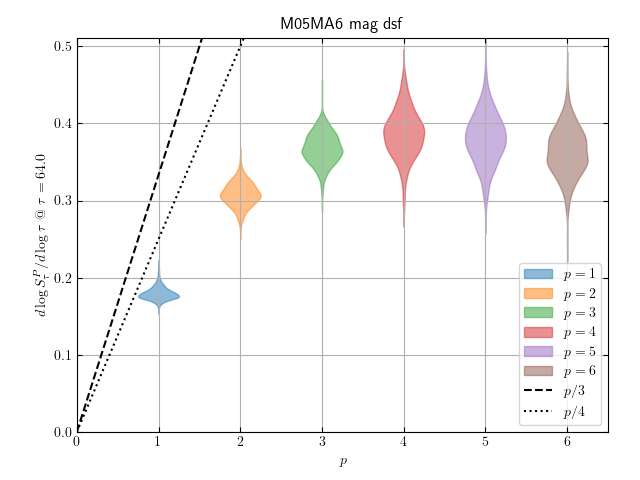 M05MA6 mag dsf
d log S_τ^P / d log τ @ τ = 64.0
0.5
0.4
0.3
0.2
0.1
0.0
0 1 2 3 4 5 6
p
p = 1
p = 2
p = 3
p = 4
p = 5
p = 6
p/3
p/4